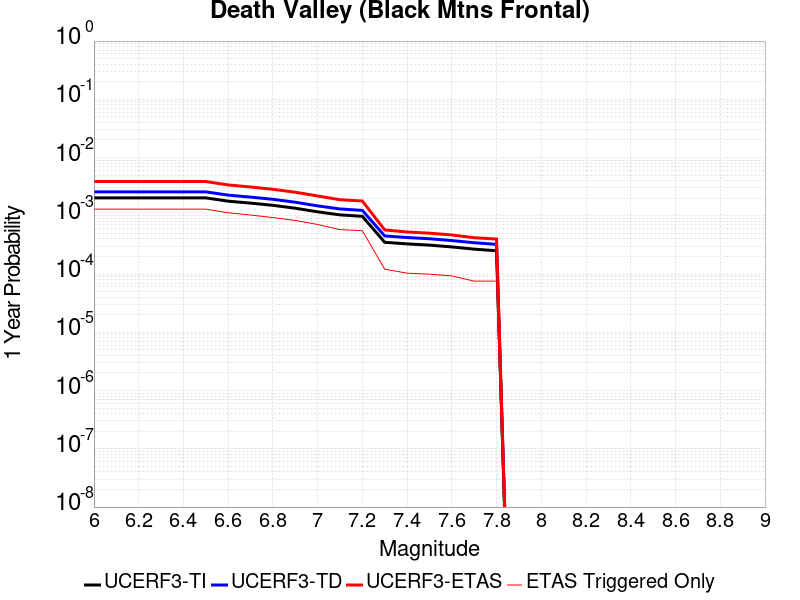 Death Valley (Black Mtns Frontal)
10 0
10 -1
10 -2
10 -3
10 -4
10 -5
10 -6
10 -7
10 -8
1 Year Probability
6 6.2 6.4 6.6 6.8 7 7.2 7.4 7.6 7.8 8 8.2 8.4 8.6 8.8 9
Magnitude
UCERF3-TI UCERF3-TD UCERF3-ETAS ETAS Triggered Only